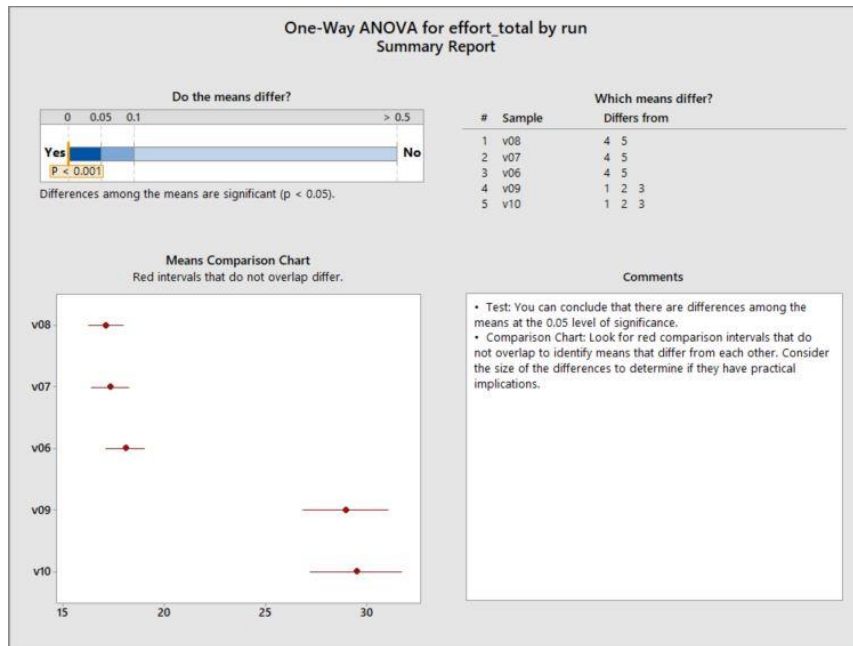 One-Way ANOVA for effort_total by run
Summary Report
Do the means differ?
0 0.05 0.1 > 0.5
Yes No
P < 0.001
Differences among the means are significant (p < 0.05).
Which means differ?
# Sample Differs from
1 v08 4 5
2 v07 4 5
3 v06 4 5
4 v09 1 2 3
5 v10 1 2 3
Means Comparison Chart
Red intervals that do not overlap differ.
v08
v07
v06
v09
v10
15 20 25 30
Comments
• Test: You can conclude that there are differences among the
means at the 0.05 level of significance.
• Comparison Chart: Look for red comparison intervals that do
not overlap to identify means that differ from each other. Consider
the size of the differences to determine if they have practical
implications.